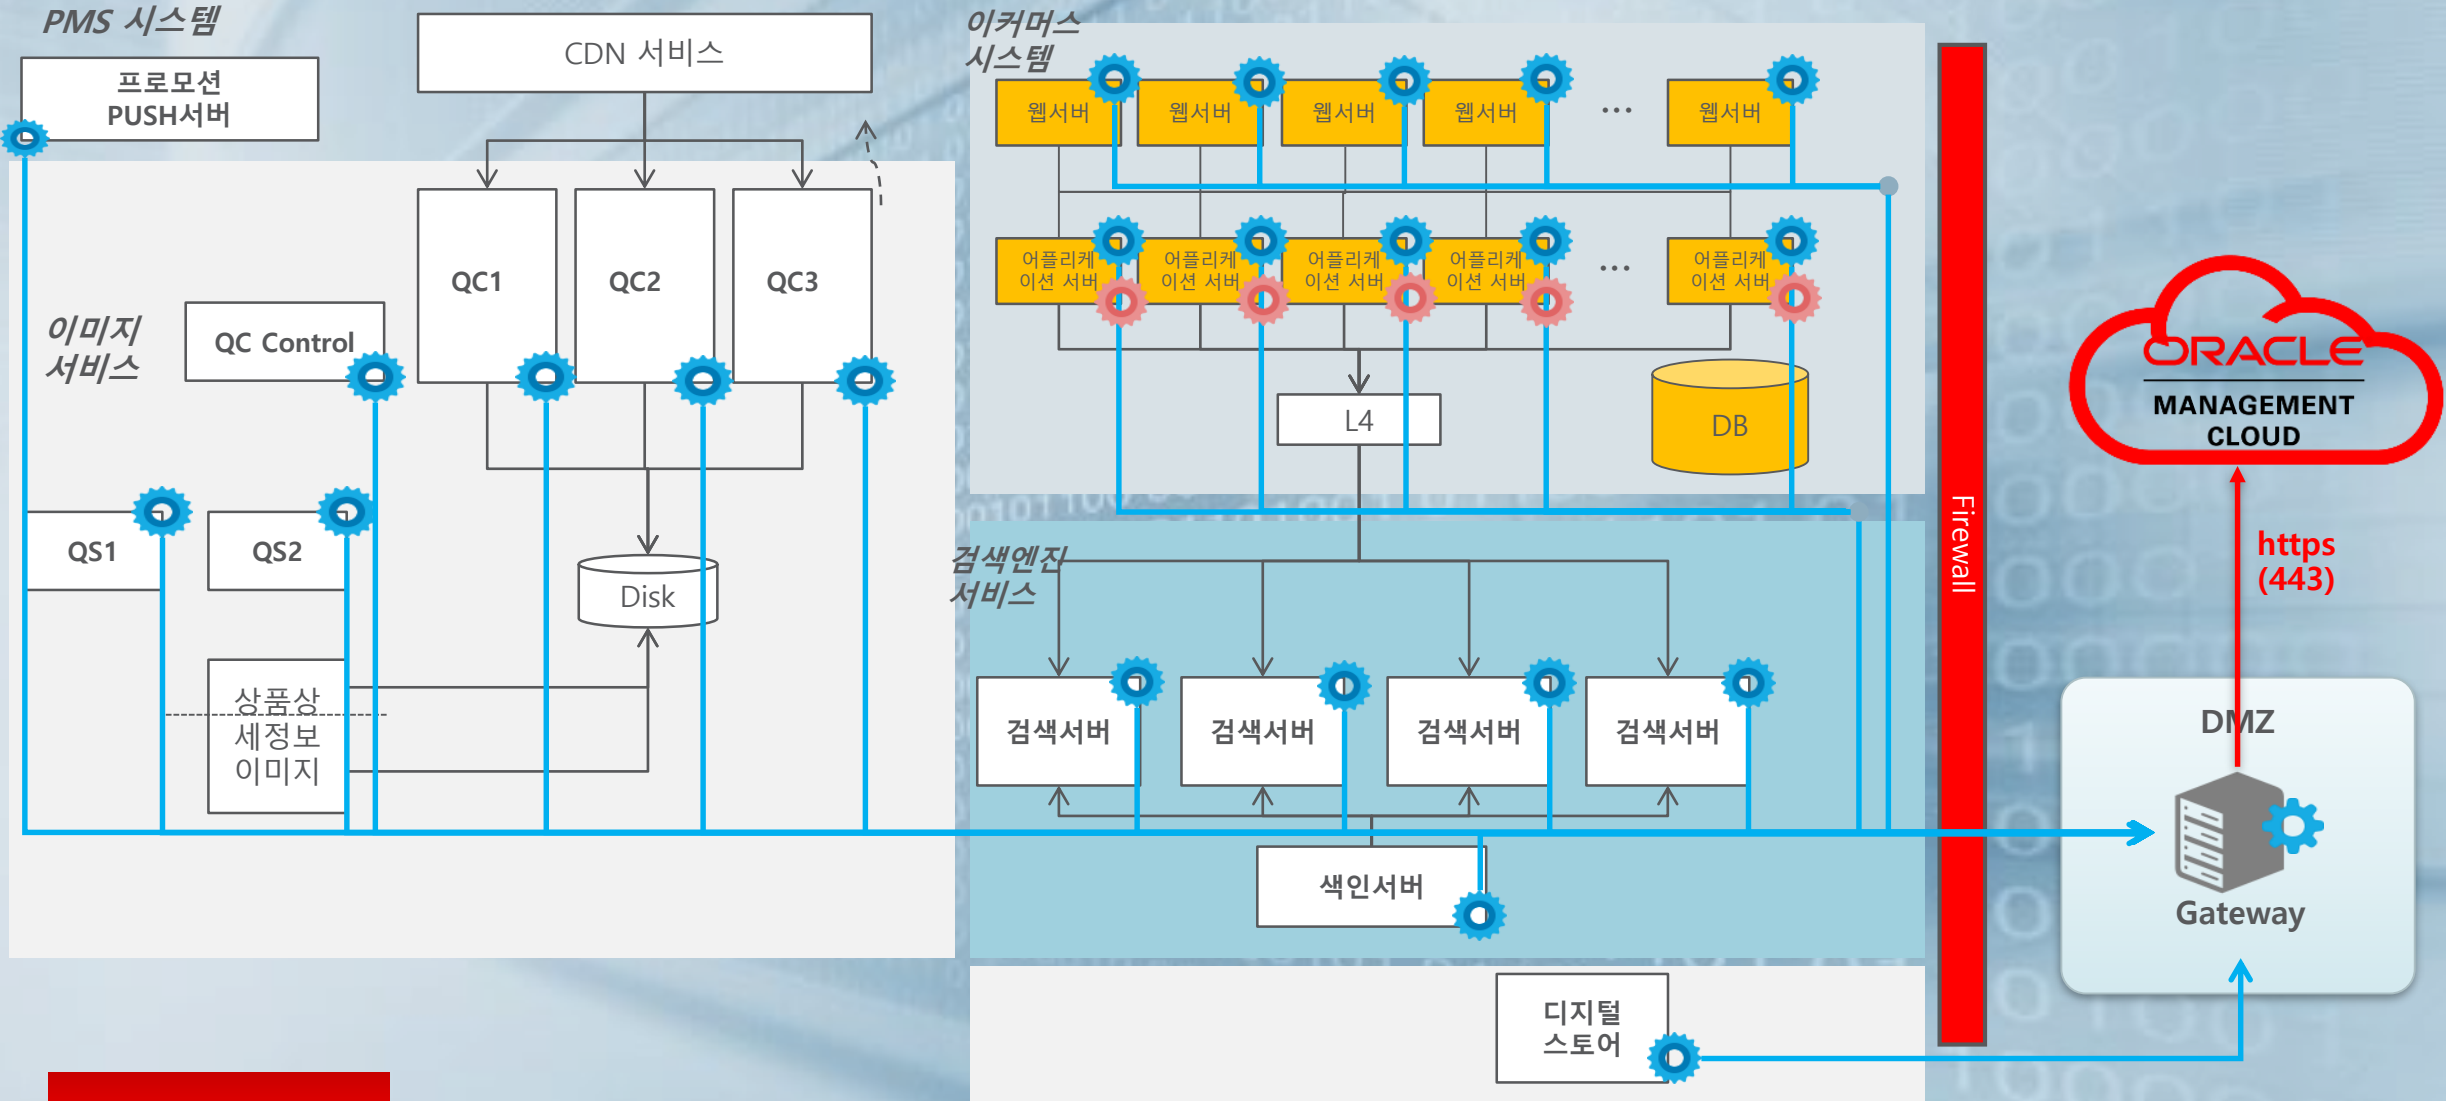 PMS 시스템
프로모션
PUSH서버
CDN 서비스
QC1
QC2
QC3
이미지
서비스
QC Control
QS1
QS2
Disk
상품상
세정보
이미지
이커머스
시스템
웹서버
웹서버
웹서버
웹서버
...
웹서버
어플리케
이션 서버
어플리케
이션 서버
어플리케
이션 서버
어플리케
이션 서버
...
어플리케
이션 서버
L4
DB
검색엔진
서비스
검색서버
검색서버
검색서버
검색서버
색인서버
디지털
스토어
Firewall
ORACLE
MANAGEMENT
CLOUD
https
(443)
DMZ
Gateway